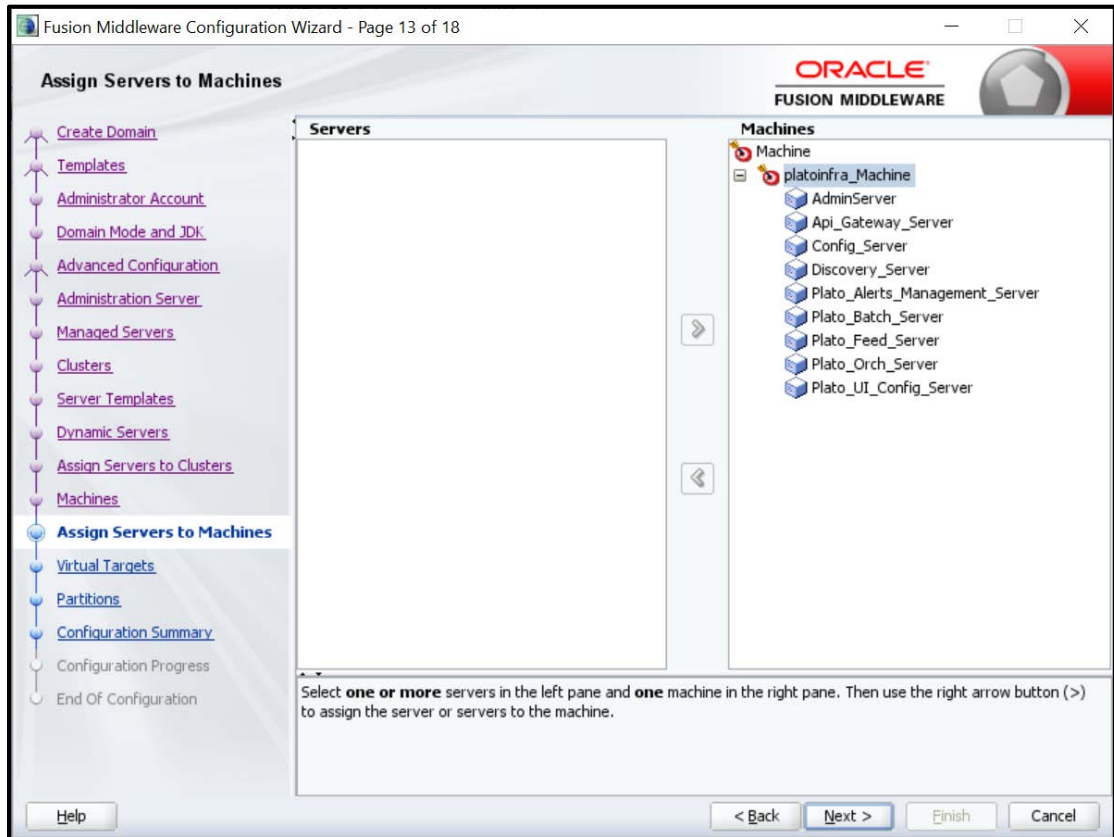 Fusion Middleware Configuration Wizard - Page 13 of 18
Assign Servers to Machines
ORACLE
FUSION MIDDLEWARE
Create Domain
Templates
Administrator Account
Domain Mode and JDK
Advanced Configuration
Administration Server
Managed Servers
Clusters
Server Templates
Dynamic Servers
Assign Servers to Clusters
Machines
Assign Servers to Machines
Virtual Targets
Partitions
Configuration Summary
Configuration Progress
End Of Configuration
Servers
Machines
Machine
platoinfra_Machine
AdminServer
Api_Gateway_Server
Config_Server
Discovery_Server
Plato_Alerts_Management_Server
Plato_Batch_Server
Plato_Feed_Server
Plato_Orch_Server
Plato_UI_Config_Server
Select one or more servers in the left pane and one machine in the right pane. Then use the right arrow button (>)
to assign the server or servers to the machine.
Help
< Back
Next >
Finish
Cancel